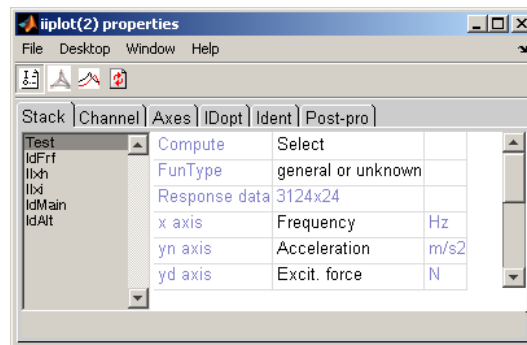 iiplot(2) properties
File Desktop Window Help
Stack Channel Axes IDopt Ident Post-pro
Test
IdFrf
IIxh
IIxi
IdMain
IdAlt
Compute Select
FunType general or unknown
Response data 3124x24
x axis Frequency Hz
yn axis Acceleration m/s2
yd axis Excit. force N